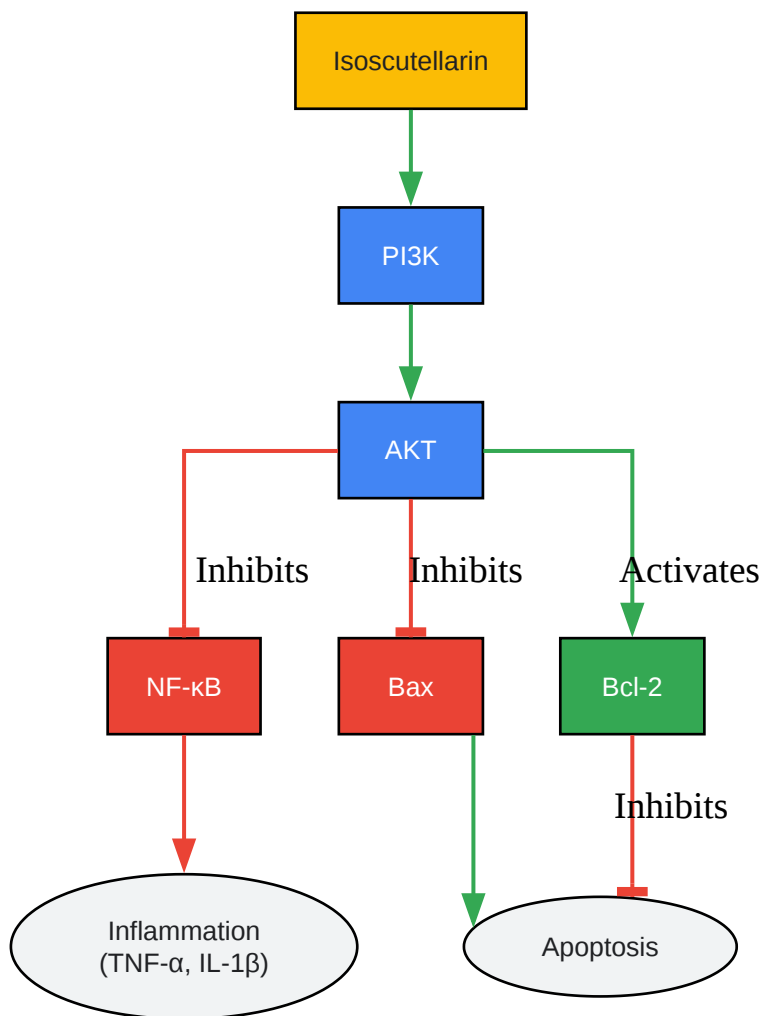 Isoscutellarin
PI3K
AKT
Inhibits
Inhibits
Activates
NF-κB
Bax
Bcl-2
Inhibits
Inflammation
(TNF-α, IL-1β)
Apoptosis